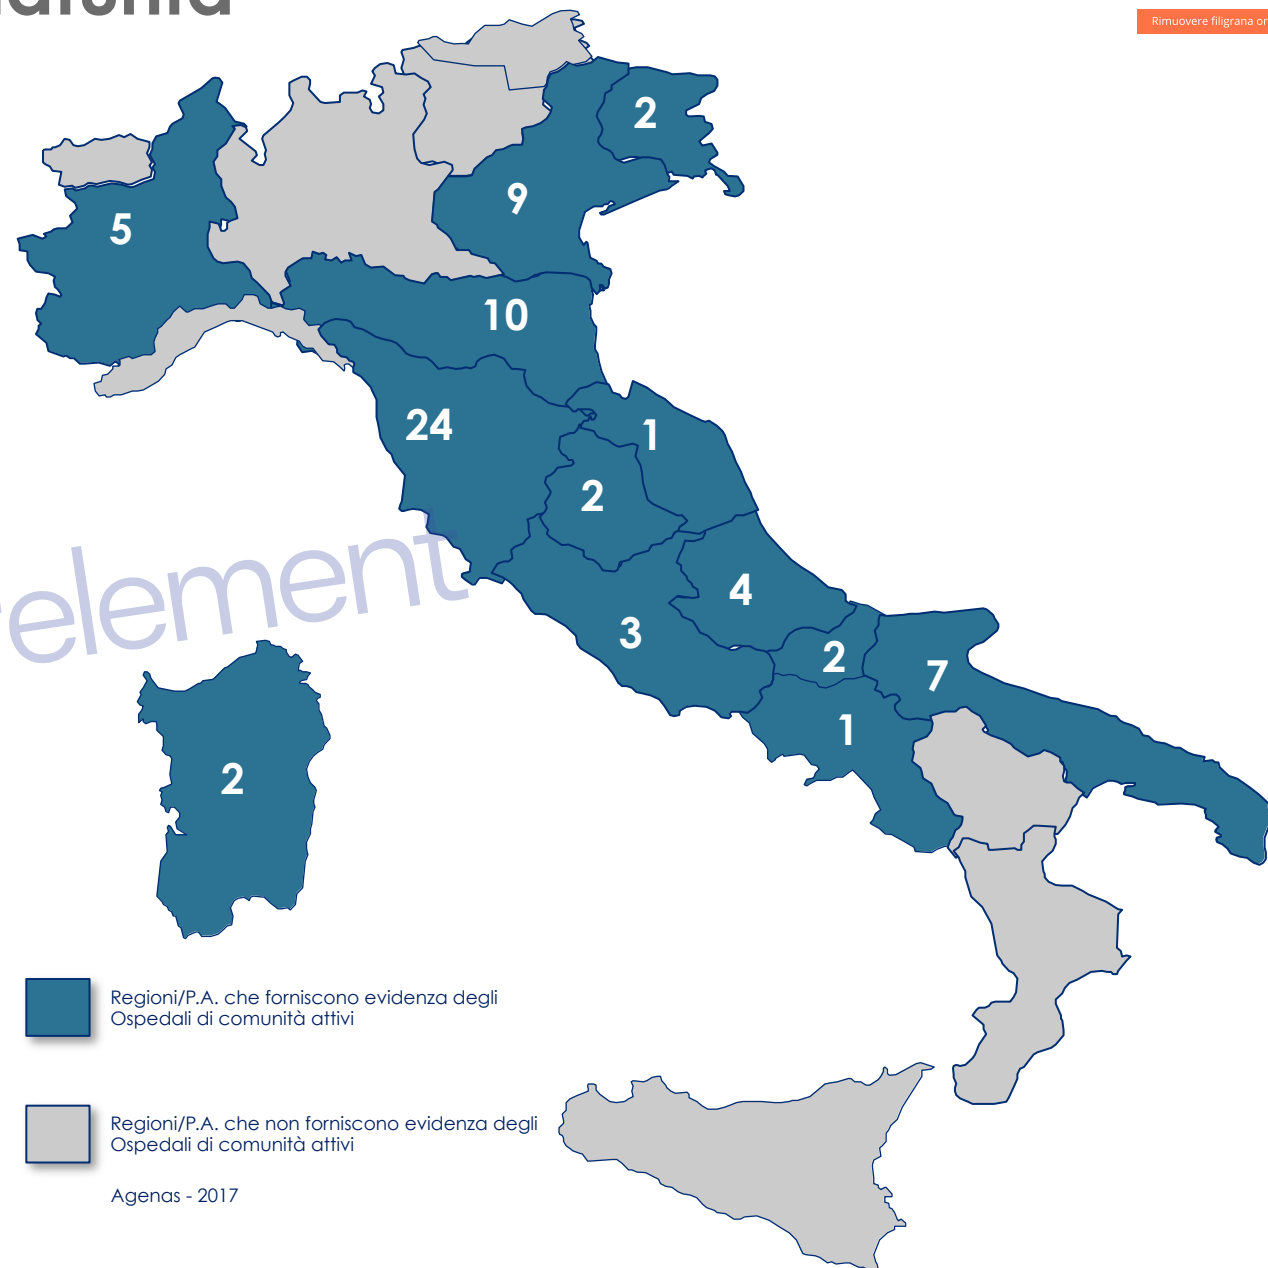 Rimuovere filigrana or
2
9
5
10
24
1
2
element
4
3
2
7
1
2
Regioni/P.A. che forniscono evidenza degli
Ospedali di comunità attivi
Regioni/P.A. che non forniscono evidenza degli
Ospedali di comunità attivi
Agenas - 2017